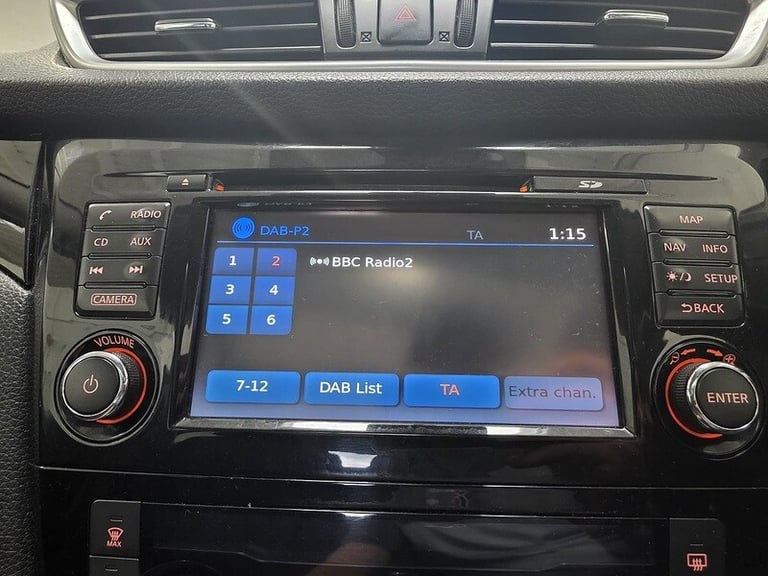 RADIO
CD AUX
CAMERA
VOLUME
SD
DAB-P2 TA 1:15
1 2 BBC Radio2
3 4
5 6
7-12 DAB List TA Extra chan.
MAP
NAV INFO
SETUP
BACK
ENTER
MAX